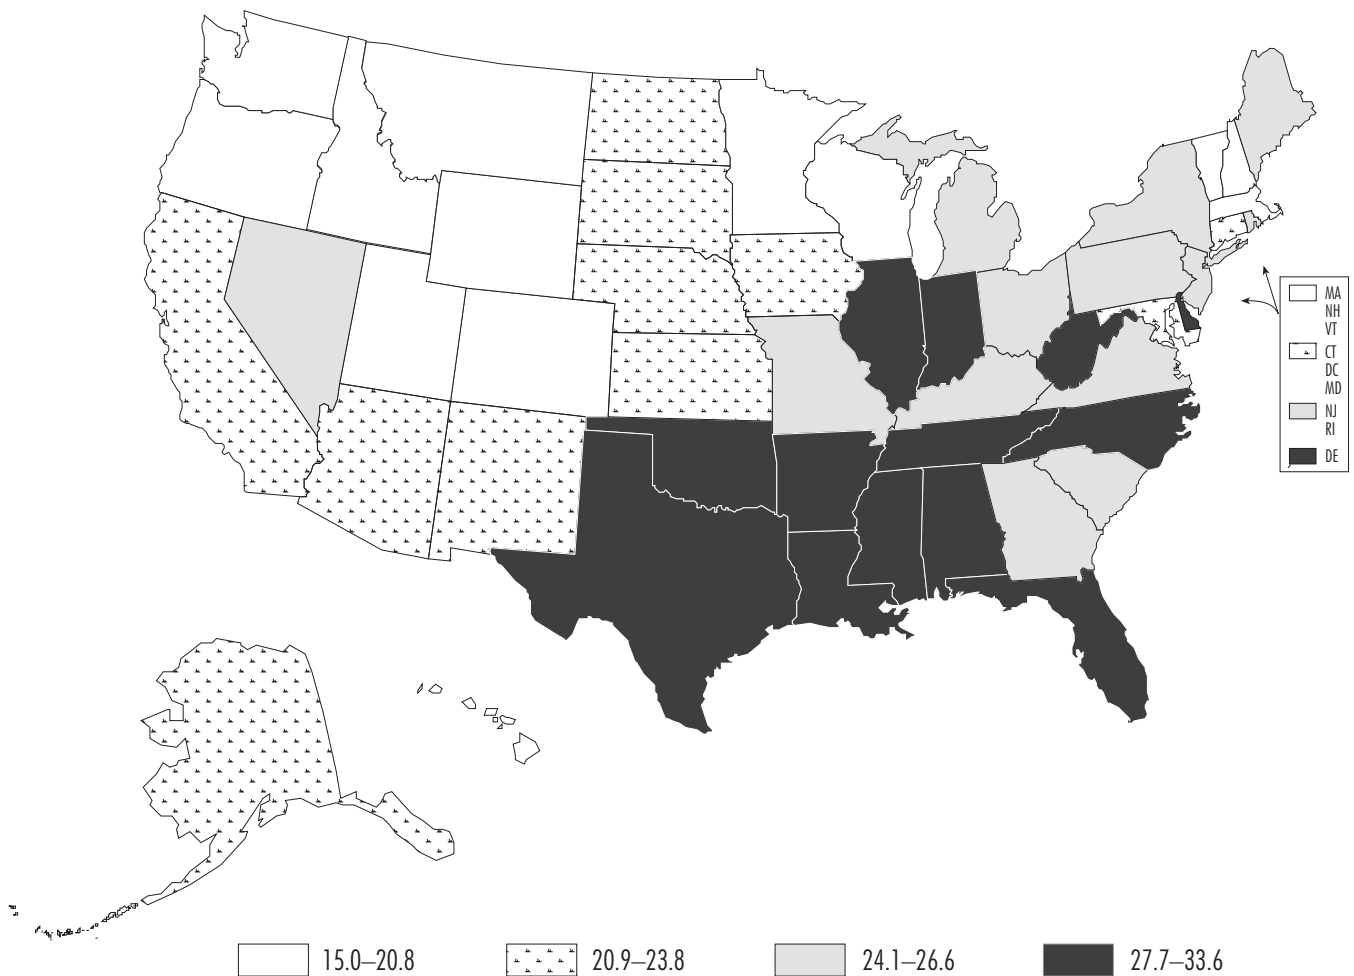 MA
NH
VT
CT
DC
MD
NJ
RI
DE
15.0–20.8
20.9–23.8
24.1–26.6
27.7–33.6